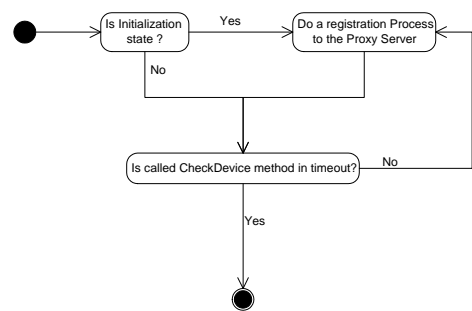 Is Initialization
state ?
Yes
Do a registration Process
to the Proxy Server
No
Is called CheckDevice method in timeout?
No
Yes